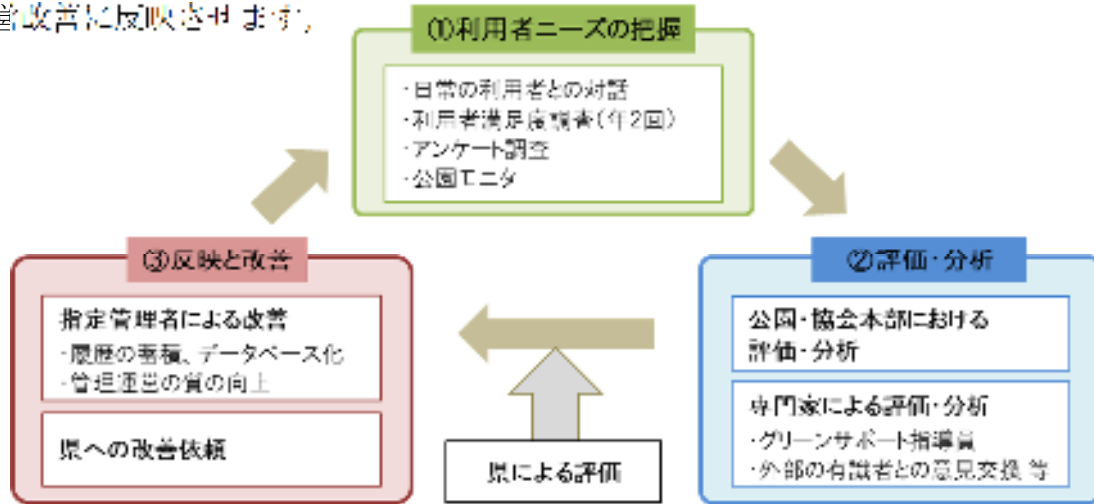 改善に反映させます。
①利用者ニーズの把握
・日常の利用者との対話
・利用者満足度調査(年2回)
・アンケート調査
・公園モニタ
③反映と改善
指定管理者による改善
・履歴の蓄積、データベース化
・管理運営の質の向上
県への改善依頼
②評価・分析
公園・協会本部における
評価・分析
専門家による評価・分析
・グリーンサポート指導員
・外部の有識者との意見交換 等
県による評価